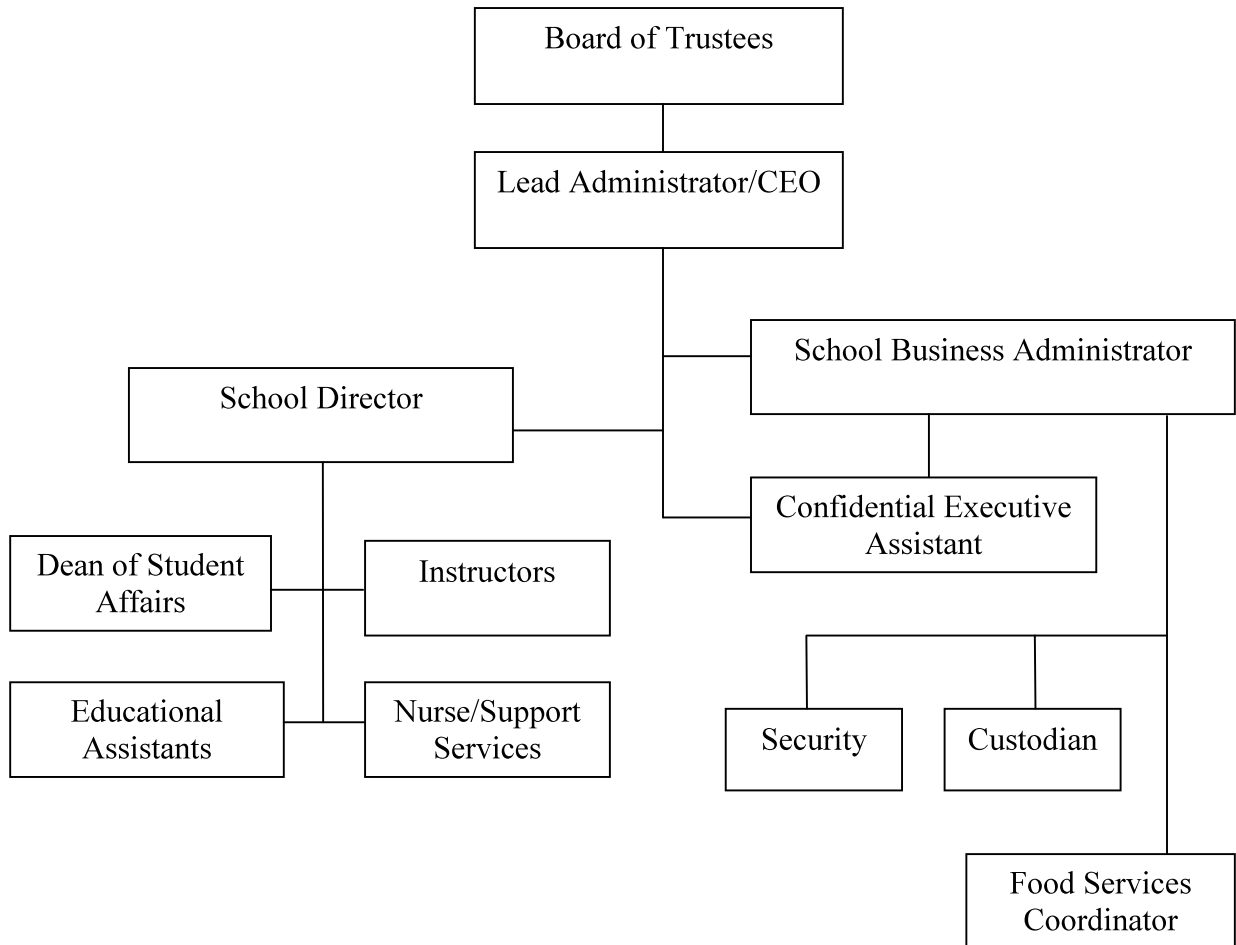 Board of Trustees
Lead Administrator/CEO
School Business Administrator
School Director
Confidential Executive
Assistant
Dean of Student
Affairs
Instructors
Educational
Assistants
Nurse/Support
Services
Security
Custodian
Food Services
Coordinator